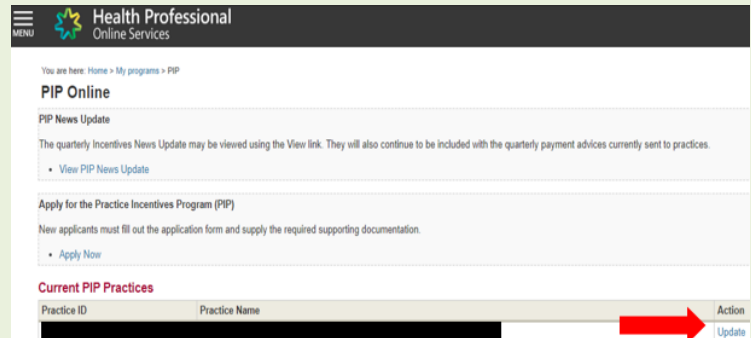 MENU
Health Professional
Online Services
You are here: Home > My programs > PIP
PIP Online
PIP News Update
The quarterly Incentives News Update may be viewed using the View link. They will also continue to be included with the quarterly payment advices currently sent to practices.
• View PIP News Update
Apply for the Practice Incentives Program (PIP)
New applicants must fill out the application form and supply the required supporting documentation.
• Apply Now
Current PIP Practices
Practice ID Practice Name Action
Update